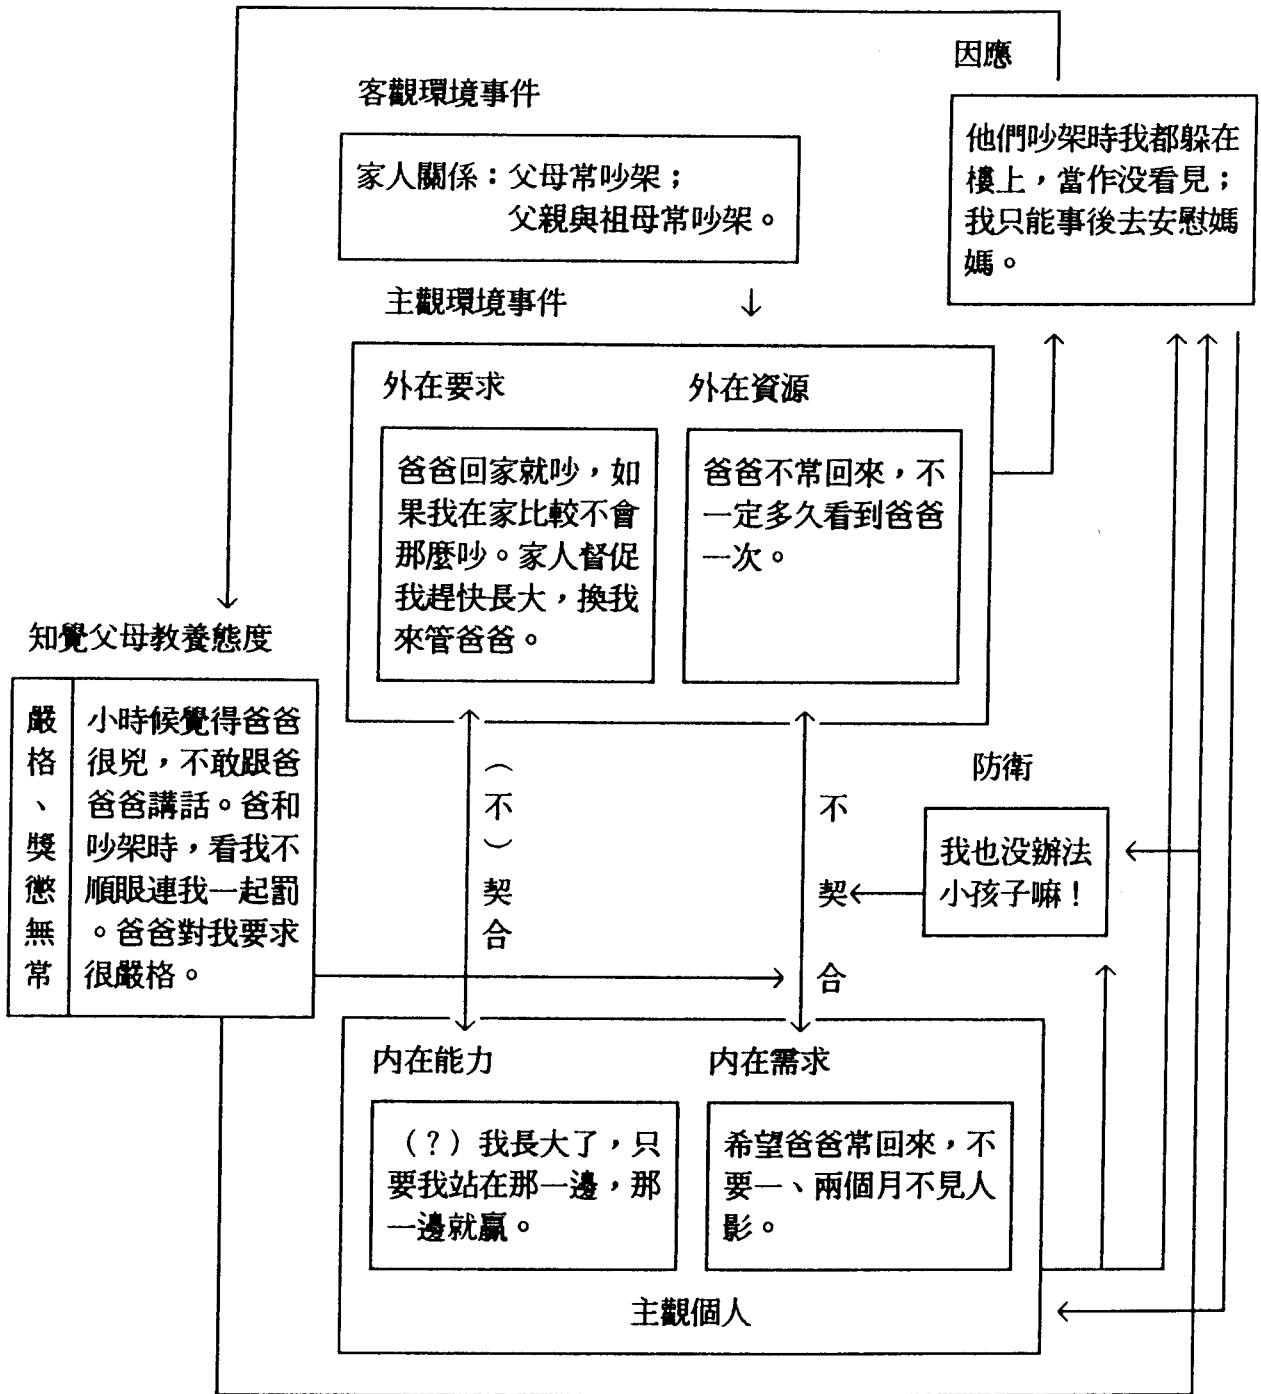 因應
他們吵架時我都躲在
樓上，當作没看見；
我只能事後去安慰媽
媽。
客觀環境事件
家人關係：父母常吵架；
父親與祖母常吵架。
主觀環境事件
↓
外在要求
爸爸回家就吵，如
果我在家比較不會
那麼吵。家人督促
我趕快長大，換我
來管爸爸。
外在資源
爸爸不常回來，不
一定多久看到爸爸
一次。
知覺父母教養態度
嚴格、獎懲無常
小時候覺得爸爸
很兇，不敢跟爸
爸爸講話。爸和
吵架時，看我不
順眼連我一起罰
。爸爸對我要求
很嚴格。
（不）契合
不契合
防衛
我也没辦法
小孩子嘛！
内在能力
（？）我長大了，只
要我站在那一邊，那
一邊就贏。
内在需求
希望爸爸常回來，不
要一、兩個月不見人
影。
主觀個人